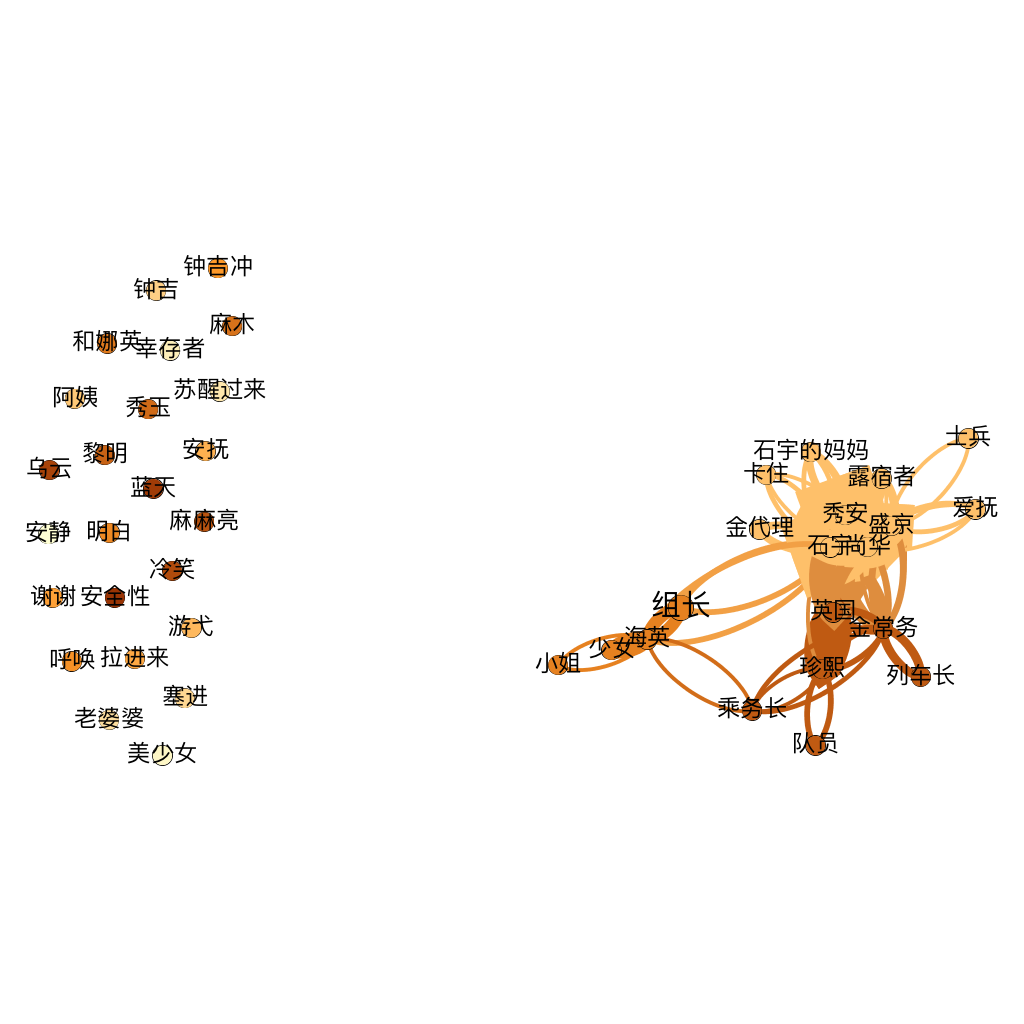 钟吉冲
钟吉
麻木
和娜英
幸存者
苏醒过来
阿姨
秀玉
安抚
黎明
乌云
蓝天
麻麻亮
安静
明白
冷笑
谢谢
安全性
游弋
呼唤
拉进来
塞进
老婆婆
美少女
士兵
石宇的妈妈
卡住
露宿者
爱抚
秀安
金代理
盛京
石宇
尚华
组长
英国
金常务
海英
少女
小姐
珍熙
列车长
乘务长
队员